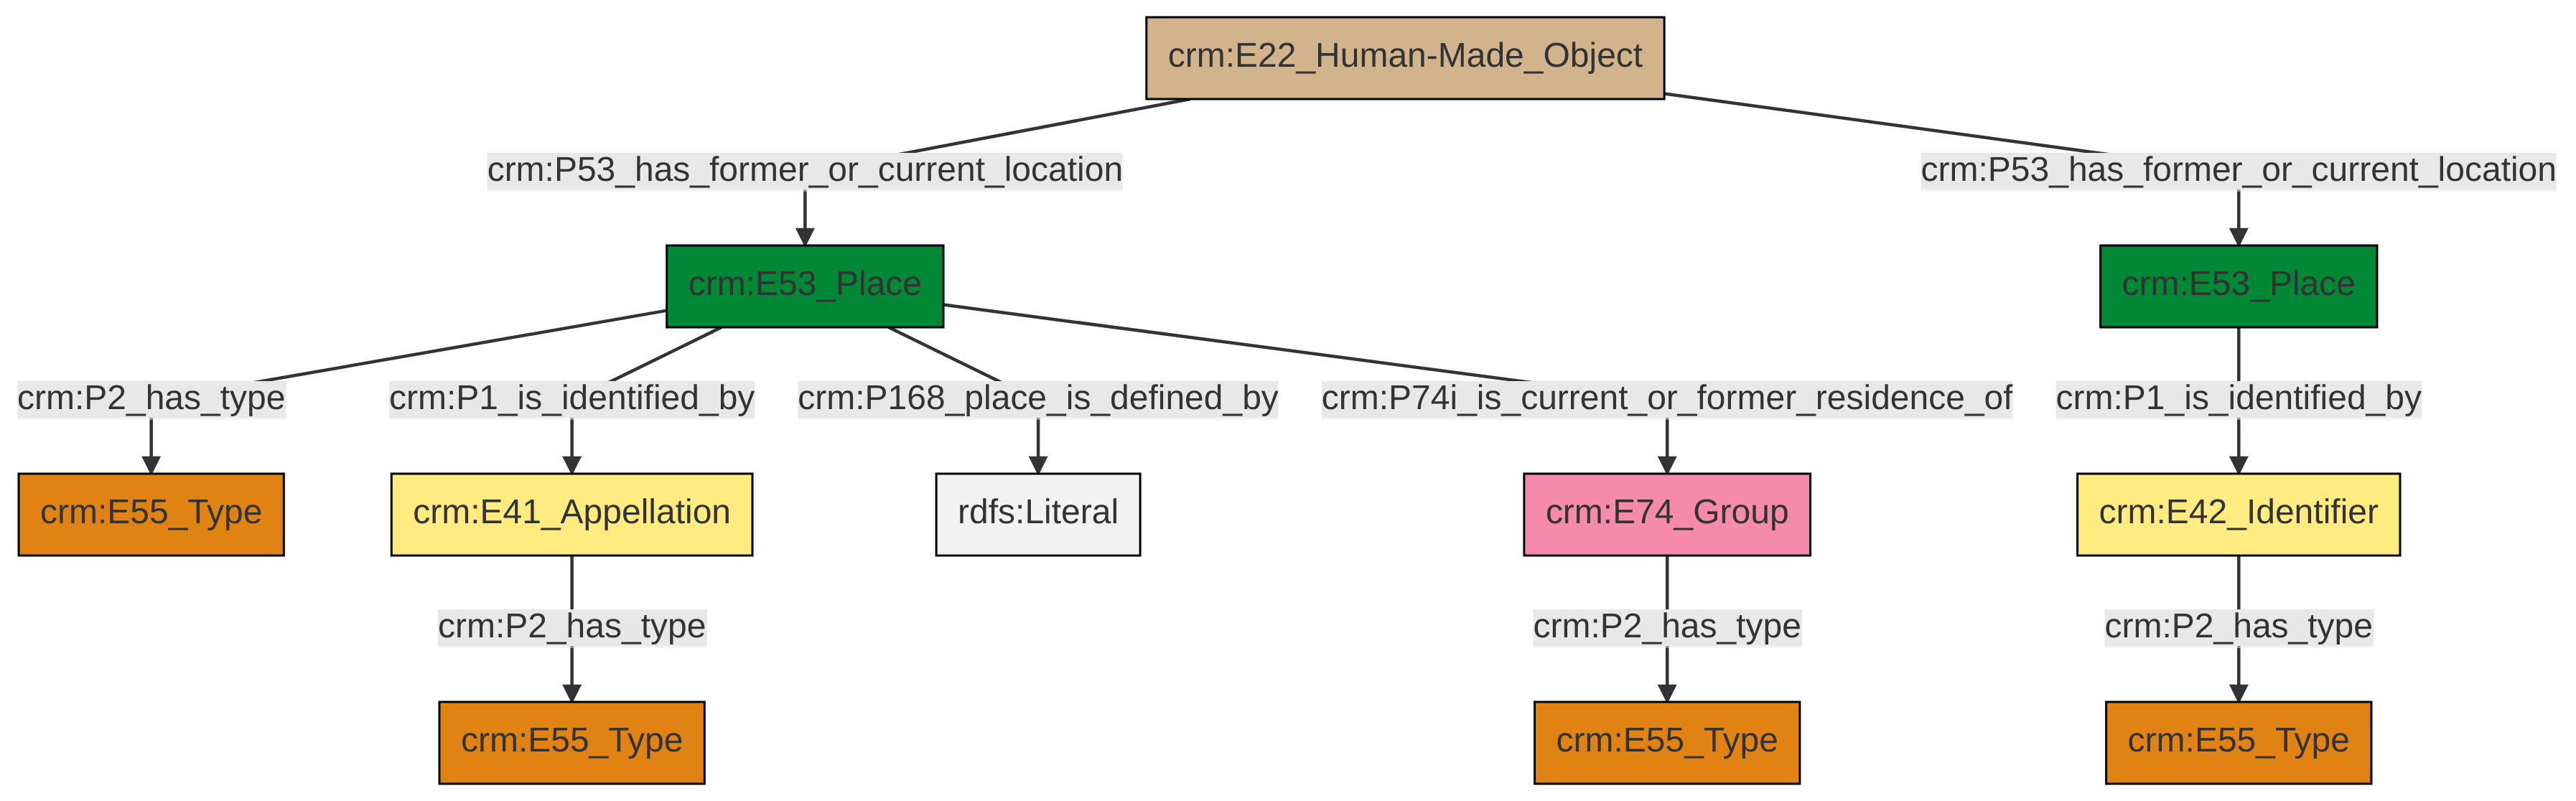 crm:E22_Human-Made_Object
crm:P53_has_former_or_current_location
crm:P53_has_former_or_current_location
crm:E53_Place
crm:E53_Place
crm:P2_has_type
crm:P1_is_identified_by
crm:P168_place_is_defined_by
crm:P74i_is_current_or_former_residence_of
crm:P1_is_identified_by
crm:E55_Type
crm:E41_Appellation
rdfs:Literal
crm:E74_Group
crm:E42_Identifier
crm:P2_has_type
crm:P2_has_type
crm:P2_has_type
crm:E55_Type
crm:E55_Type
crm:E55_Type